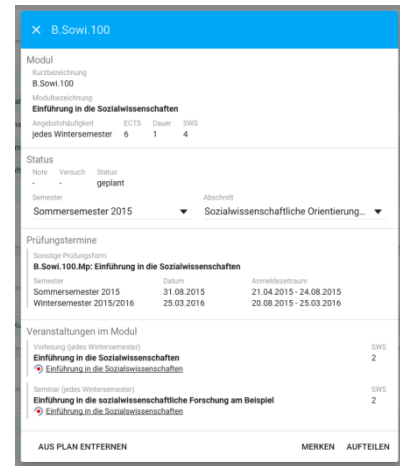 B.Sowi.100
Modul
Kurzbezeichnung
B.Sowi.100
Modulbezeichnung
Einführung in die Sozialwissenschaften
Angebotshäufigkeit ECTS Dauer SWS
jedes Wintersemester 6 1 4
Status
Note Versuch Status
- - geplant
Semester Abschnitt
Sommersemester 2015 Sozialwissenschaftliche Orientierung...
Prüfungstermine
Sonstige Prüfungsform
B.Sowi.100.Mp: Einführung in die Sozialwissenschaften
Semester Datum Anmeldezeitraum
Sommersemester 2015 31.08.2015 21.04.2015 - 24.08.2015
Wintersemester 2015/2016 25.03.2016 20.08.2015 - 25.03.2016
Veranstaltungen im Modul
Vorlesung (jedes Wintersemester) SWS
Einführung in die Sozialwissenschaften 2
Einführung in die Sozialswissenschaften
Seminar (jedes Wintersemester) SWS
Einführung in die sozialwissenschaftliche Forschung am Beispiel 2
Einführung in die Sozialswissenschaften
AUS PLAN ENTFERNEN MERKEN AUFTEILEN